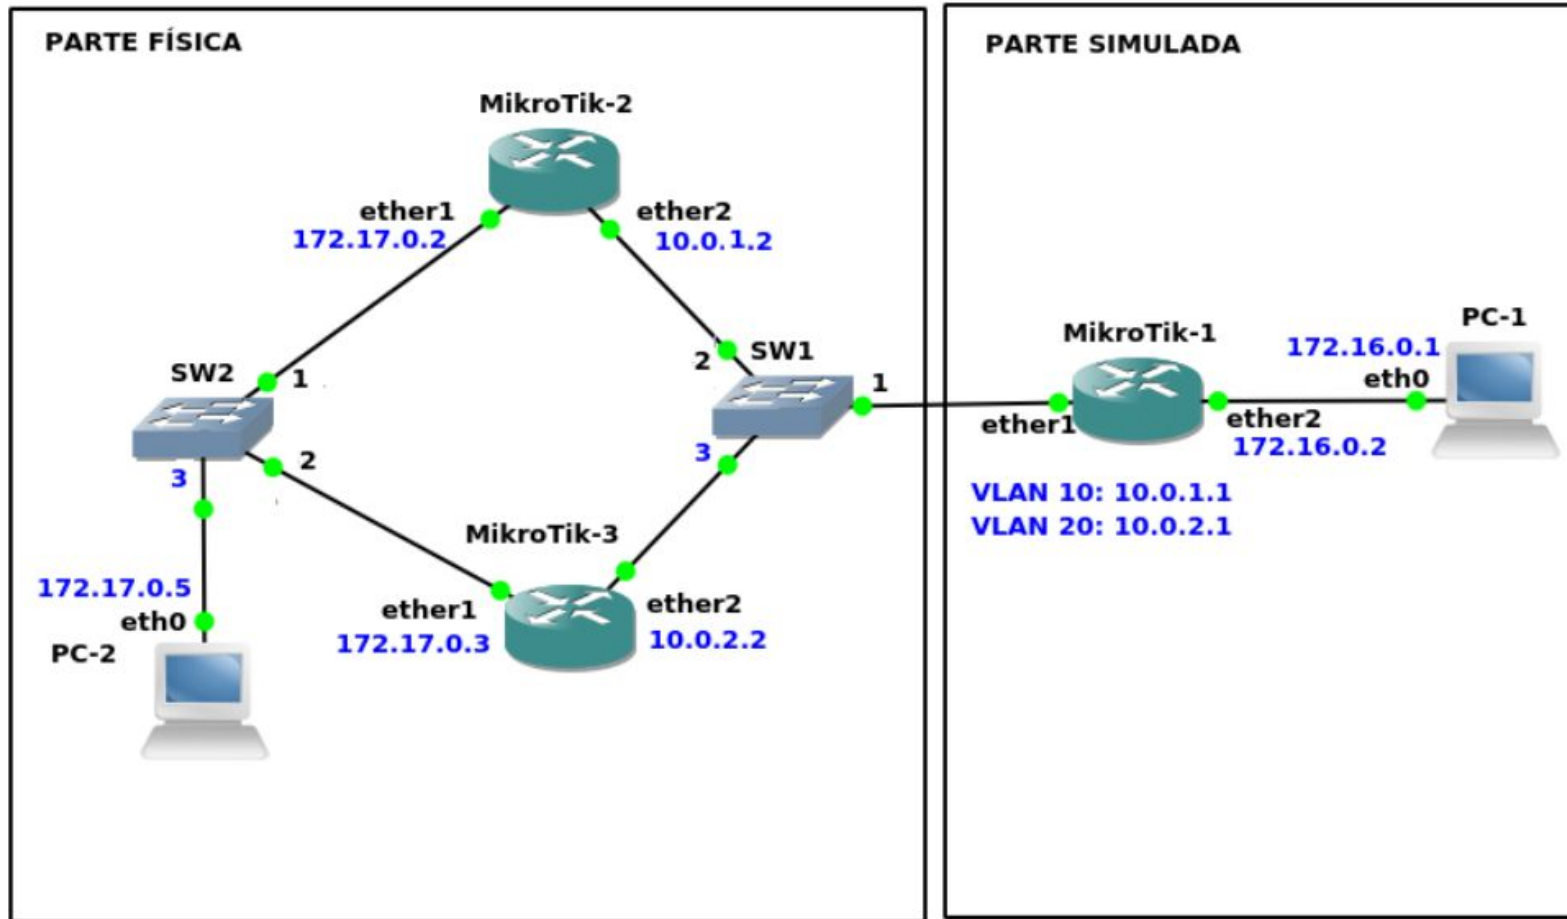 PARTE FÍSICA
PARTE SIMULADA
MikroTik-2
ether1
172.17.0.2
ether2
10.0.1.2
SW2
1
2
3
SW1
2
1
3
MikroTik-1
ether1
ether2
172.16.0.2
PC-1
172.16.0.1
eth0
VLAN 10: 10.0.1.1
VLAN 20: 10.0.2.1
MikroTik-3
ether1
172.17.0.3
ether2
10.0.2.2
172.17.0.5
eth0
PC-2